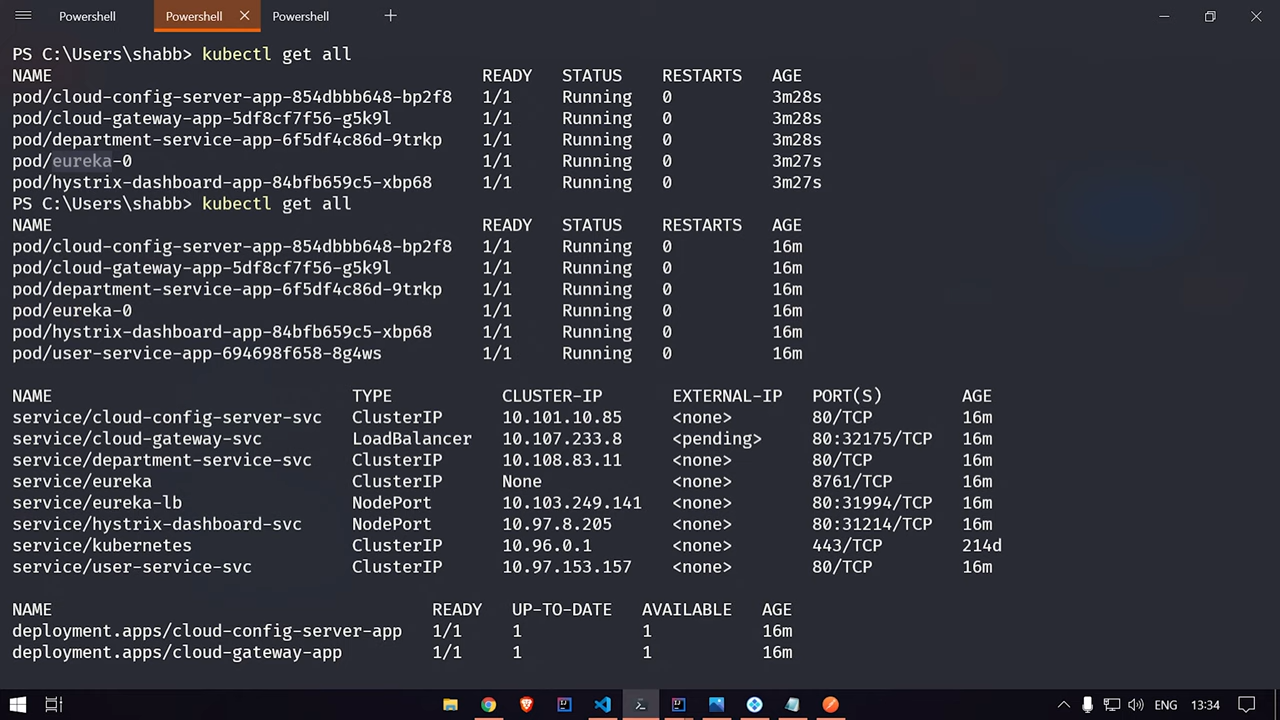 Powershell Powershell Powershell
PS C:\Users\shabb> kubectl get all
NAME READY STATUS RESTARTS AGE
pod/cloud-config-server-app-854dbbb648-bp2f8 1/1 Running 0 3m28s
pod/cloud-gateway-app-5df8cf7f56-g5k9l 1/1 Running 0 3m28s
pod/department-service-app-6f5df4c86d-9trkp 1/1 Running 0 3m28s
pod/eureka-0 1/1 Running 0 3m27s
pod/hystrix-dashboard-app-84bfb659c5-xbp68 1/1 Running 0 3m27s
PS C:\Users\shabb> kubectl get all
NAME READY STATUS RESTARTS AGE
pod/cloud-config-server-app-854dbbb648-bp2f8 1/1 Running 0 16m
pod/cloud-gateway-app-5df8cf7f56-g5k9l 1/1 Running 0 16m
pod/department-service-app-6f5df4c86d-9trkp 1/1 Running 0 16m
pod/eureka-0 1/1 Running 0 16m
pod/hystrix-dashboard-app-84bfb659c5-xbp68 1/1 Running 0 16m
pod/user-service-app-694698f658-8g4ws 1/1 Running 0 16m
NAME TYPE CLUSTER-IP EXTERNAL-IP PORT(S) AGE
service/cloud-config-server-svc ClusterIP 10.101.10.85 <none> 80/TCP 16m
service/cloud-gateway-svc LoadBalancer 10.107.233.8 <pending> 80:32175/TCP 16m
service/department-service-svc ClusterIP 10.108.83.11 <none> 80/TCP 16m
service/eureka ClusterIP None <none> 8761/TCP 16m
service/eureka-lb NodePort 10.103.249.141 <none> 80:31994/TCP 16m
service/hystrix-dashboard-svc NodePort 10.97.8.205 <none> 80:31214/TCP 16m
service/kubernetes ClusterIP 10.96.0.1 <none> 443/TCP 214d
service/user-service-svc ClusterIP 10.97.153.157 <none> 80/TCP 16m
NAME READY UP-TO-DATE AVAILABLE AGE
deployment.apps/cloud-config-server-app 1/1 1 1 16m
deployment.apps/cloud-gateway-app 1/1 1 1 16m
ENG 13:34